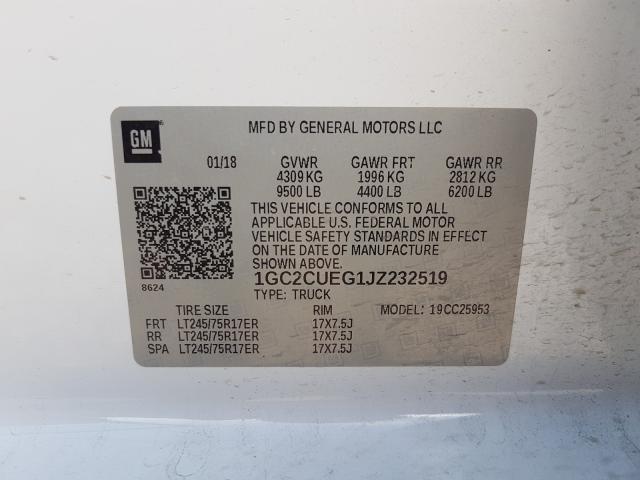 GM
MFD BY GENERAL MOTORS LLC
01/18 GVWR GAWR FRT GAWR RR
4309 KG 1996 KG 2812 KG
9500 LB 4400 LB 6200 LB
THIS VEHICLE CONFORMS TO ALL
APPLICABLE U.S. FEDERAL MOTOR
VEHICLE SAFETY STANDARDS IN EFFECT
ON THE DATE OF MANUFACTURE
SHOWN ABOVE.
8624
1GC2CUEG1JZ232519
TYPE: TRUCK
TIRE SIZE RIM MODEL: 19CC25953
FRT LT245/75R17ER 17X7.5J
RR LT245/75R17ER 17X7.5J
SPA LT245/75R17ER 17X7.5J